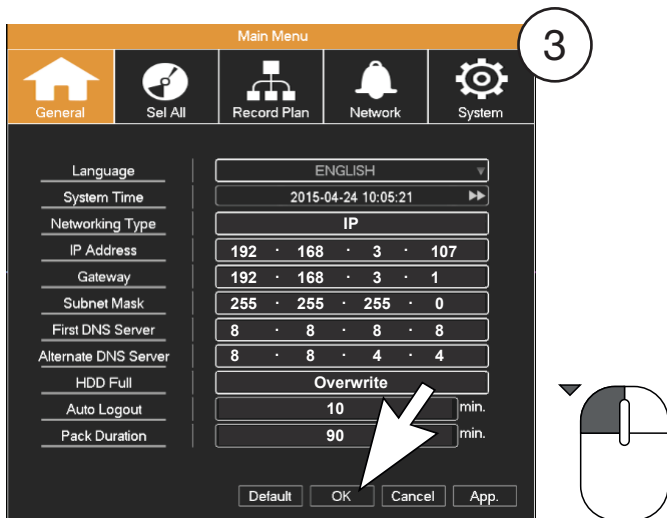 Main Menu
3
General Sel All Record Plan Network System
Language ENGLISH
System Time 2015-04-24 10:05:21
Networking Type IP
IP Address 192 · 168 · 3 · 107
Gateway 192 · 168 · 3 · 1
Subnet Mask 255 · 255 · 255 · 0
First DNS Server 8 · 8 · 8 · 8
Alternate DNS Server 8 · 8 · 4 · 4
HDD Full Overwrite
Auto Logout 10 min.
Pack Duration 90 min.
Default OK Cancel App.